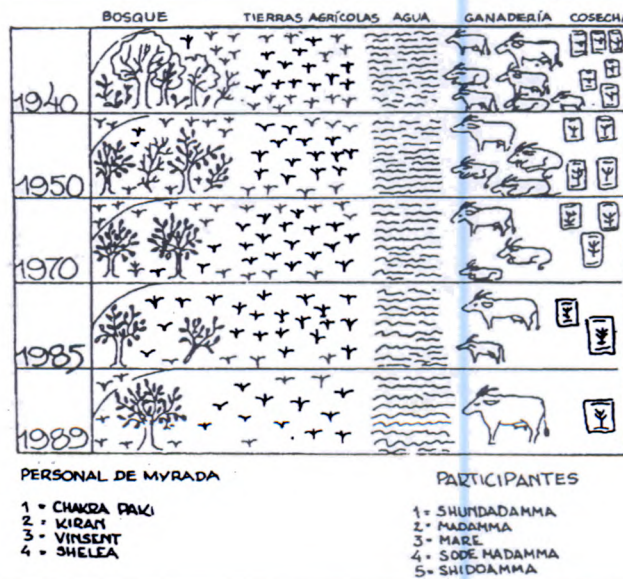 BOSQUE TIERRAS AGRÍCOLAS AGUA GANADERÍA COSECHA
1940
1950
1970
1985
1989
PERSONAL DE MYRADA
1 = CHAKRA PAKI
2 = KIRAN
3 = VINSENT
4 = SHELEA
PARTICIPANTES
1= SHUNDADAMMA
2= MADAMMA
3= MARE
4= SODE MADAMMA
5= SHIDDAMMA